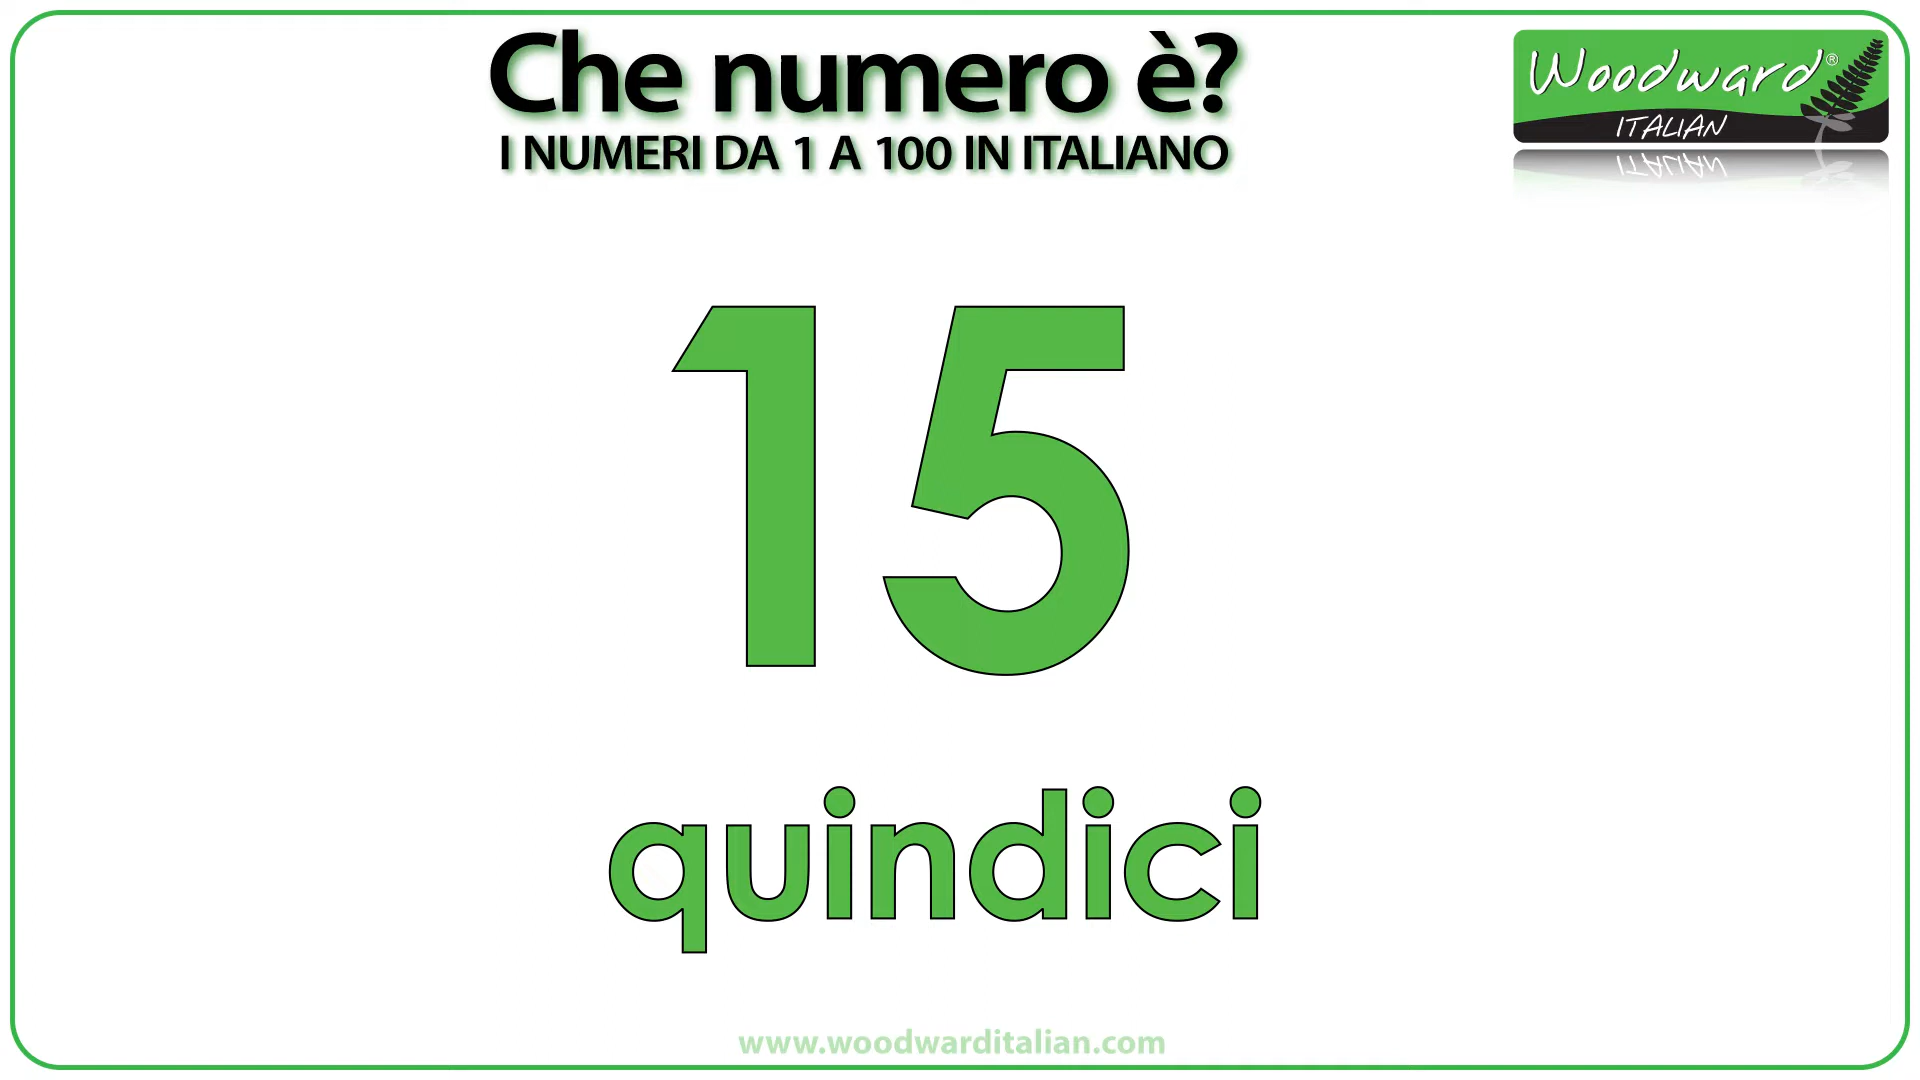 Che numero è?
I NUMERI DA 1 A 100 IN ITALIANO
Woodward®
ITALIAN
15
quindici
www.woodwarditalian.com